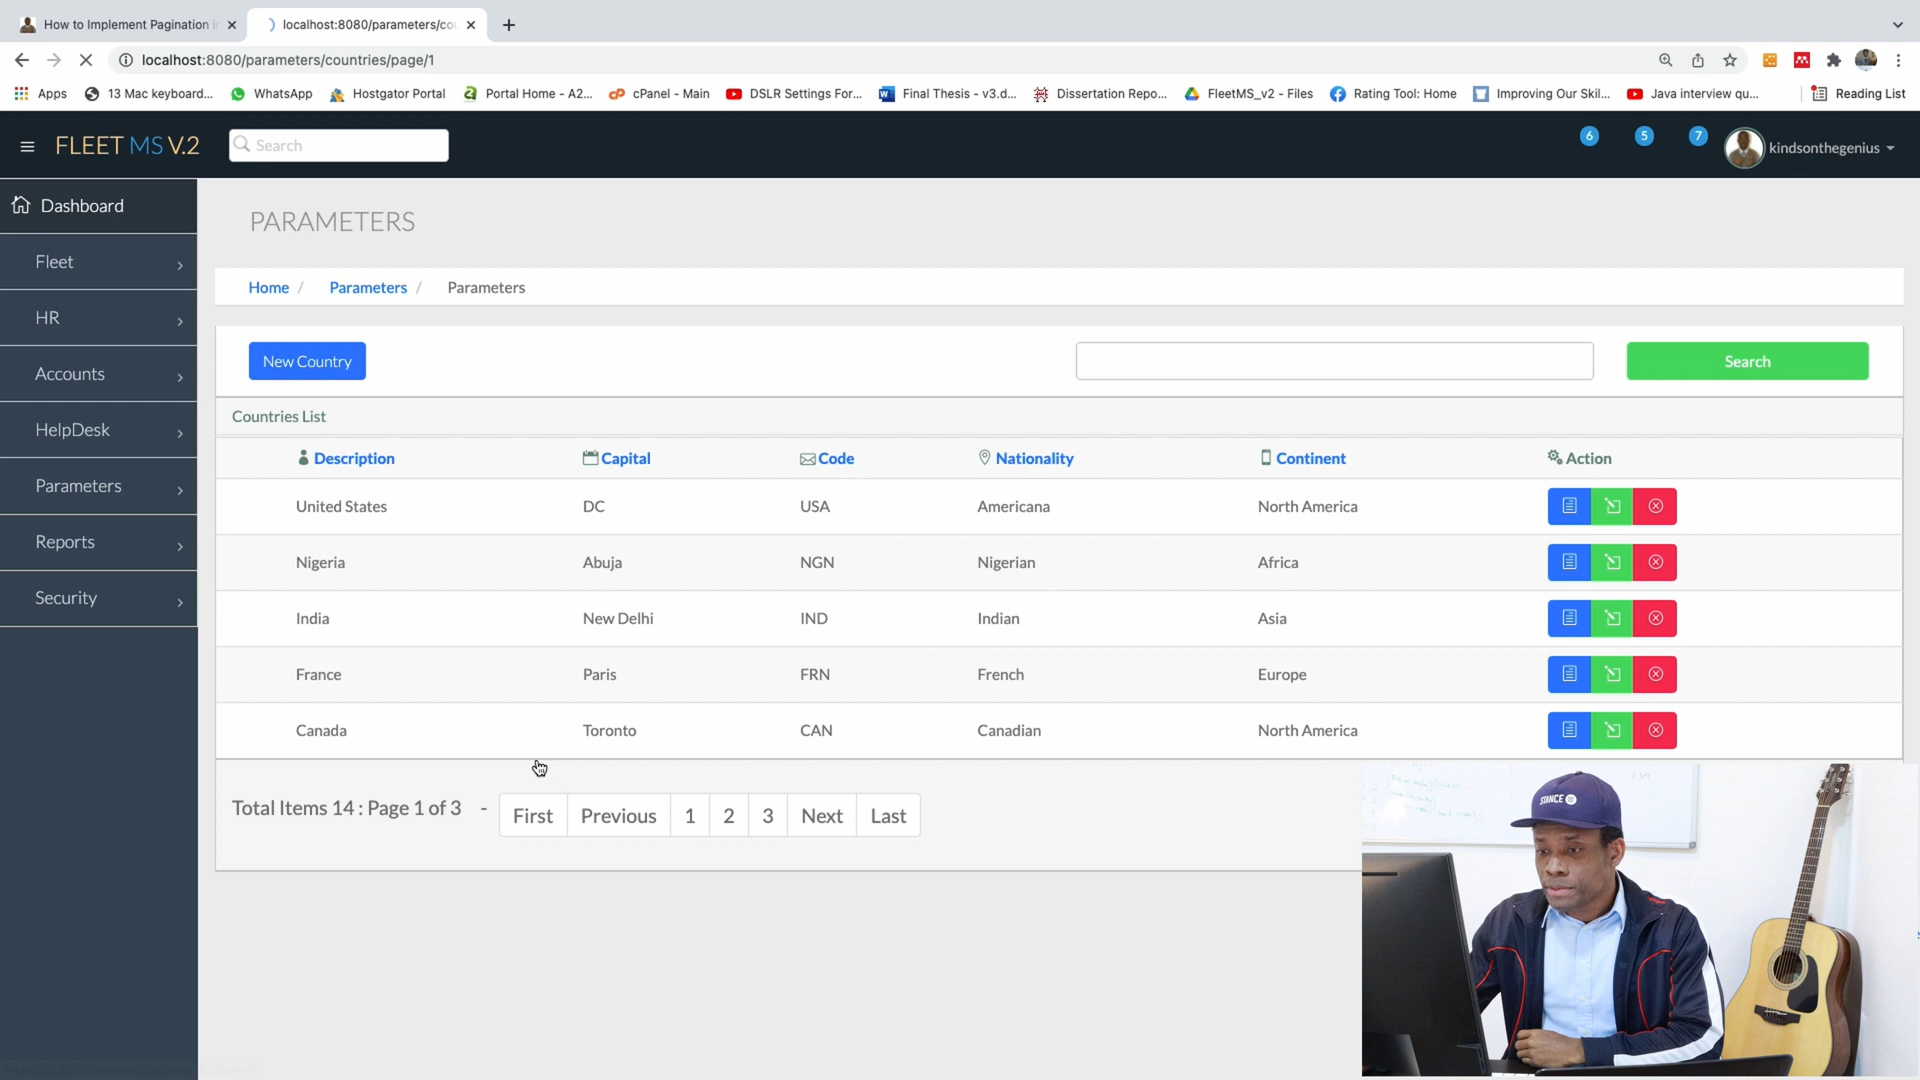 How to Implement Pagination i
localhost:8080/parameters/cou
localhost:8080/parameters/countries/page/1
Apps
13 Mac keyboard...
WhatsApp
Hostgator Portal
Portal Home - A2...
cPanel - Main
DSLR Settings For...
Final Thesis - v3.d...
Dissertation Repo...
FleetMS_v2 - Files
Rating Tool: Home
Improving Our Skil...
Java interview qu...
Reading List
FLEET MS V.2
Search
6
5
7
kindsonthegenius
Dashboard
Fleet
HR
Accounts
HelpDesk
Parameters
Reports
Security
PARAMETERS
Home / Parameters / Parameters
New Country
Search
Countries List
Description Capital Code Nationality Continent Action
United States DC USA Americana North America
Nigeria Abuja NGN Nigerian Africa
India New Delhi IND Indian Asia
France Paris FRN French Europe
Canada Toronto CAN Canadian North America
Total Items 14 : Page 1 of 3 - First Previous 1 2 3 Next Last
STANCE